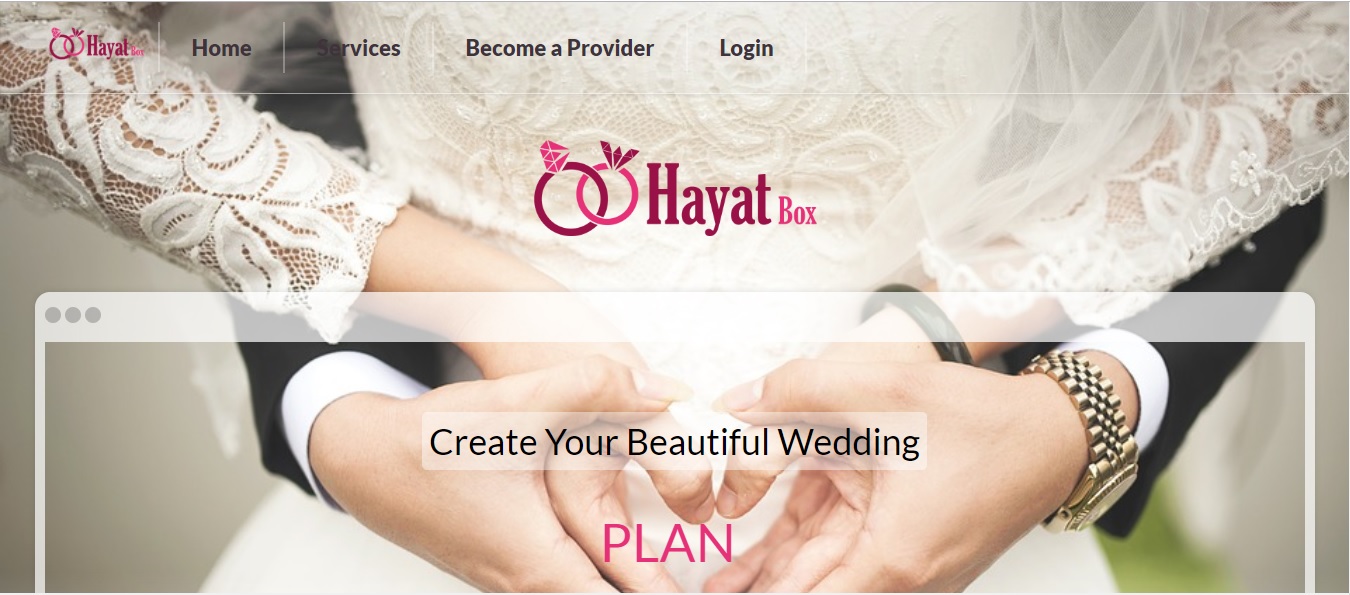 Hayat Box
Home
Services
Become a Provider
Login
Hayat Box
Create Your Beautiful Wedding
PLAN